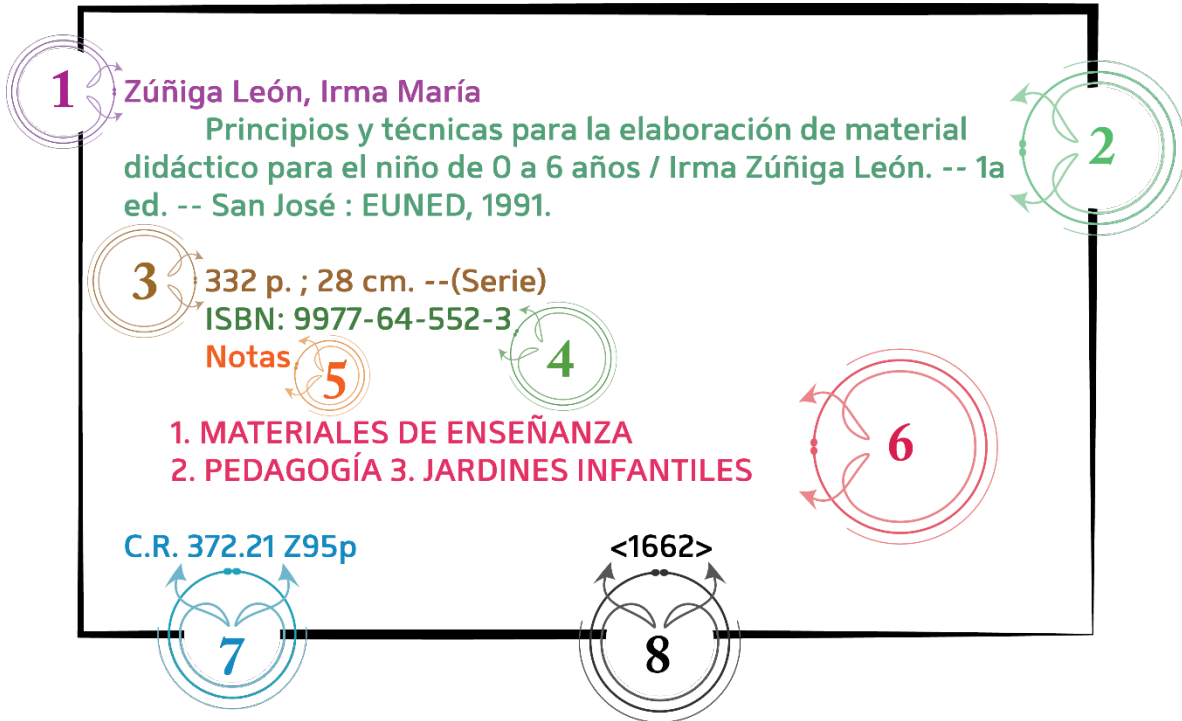 1
Zúñiga León, Irma María
Principios y técnicas para la elaboración de material
didáctico para el niño de 0 a 6 años / Irma Zúñiga León. -- 1a
ed. -- San José : EUNED, 1991.
2
3
332 p. ; 28 cm. --(Serie)
ISBN: 9977-64-552-3
4
Notas
5
1. MATERIALES DE ENSEÑANZA
2. PEDAGOGÍA 3. JARDINES INFANTILES
6
C.R. 372.21 Z95p
<1662>
7
8